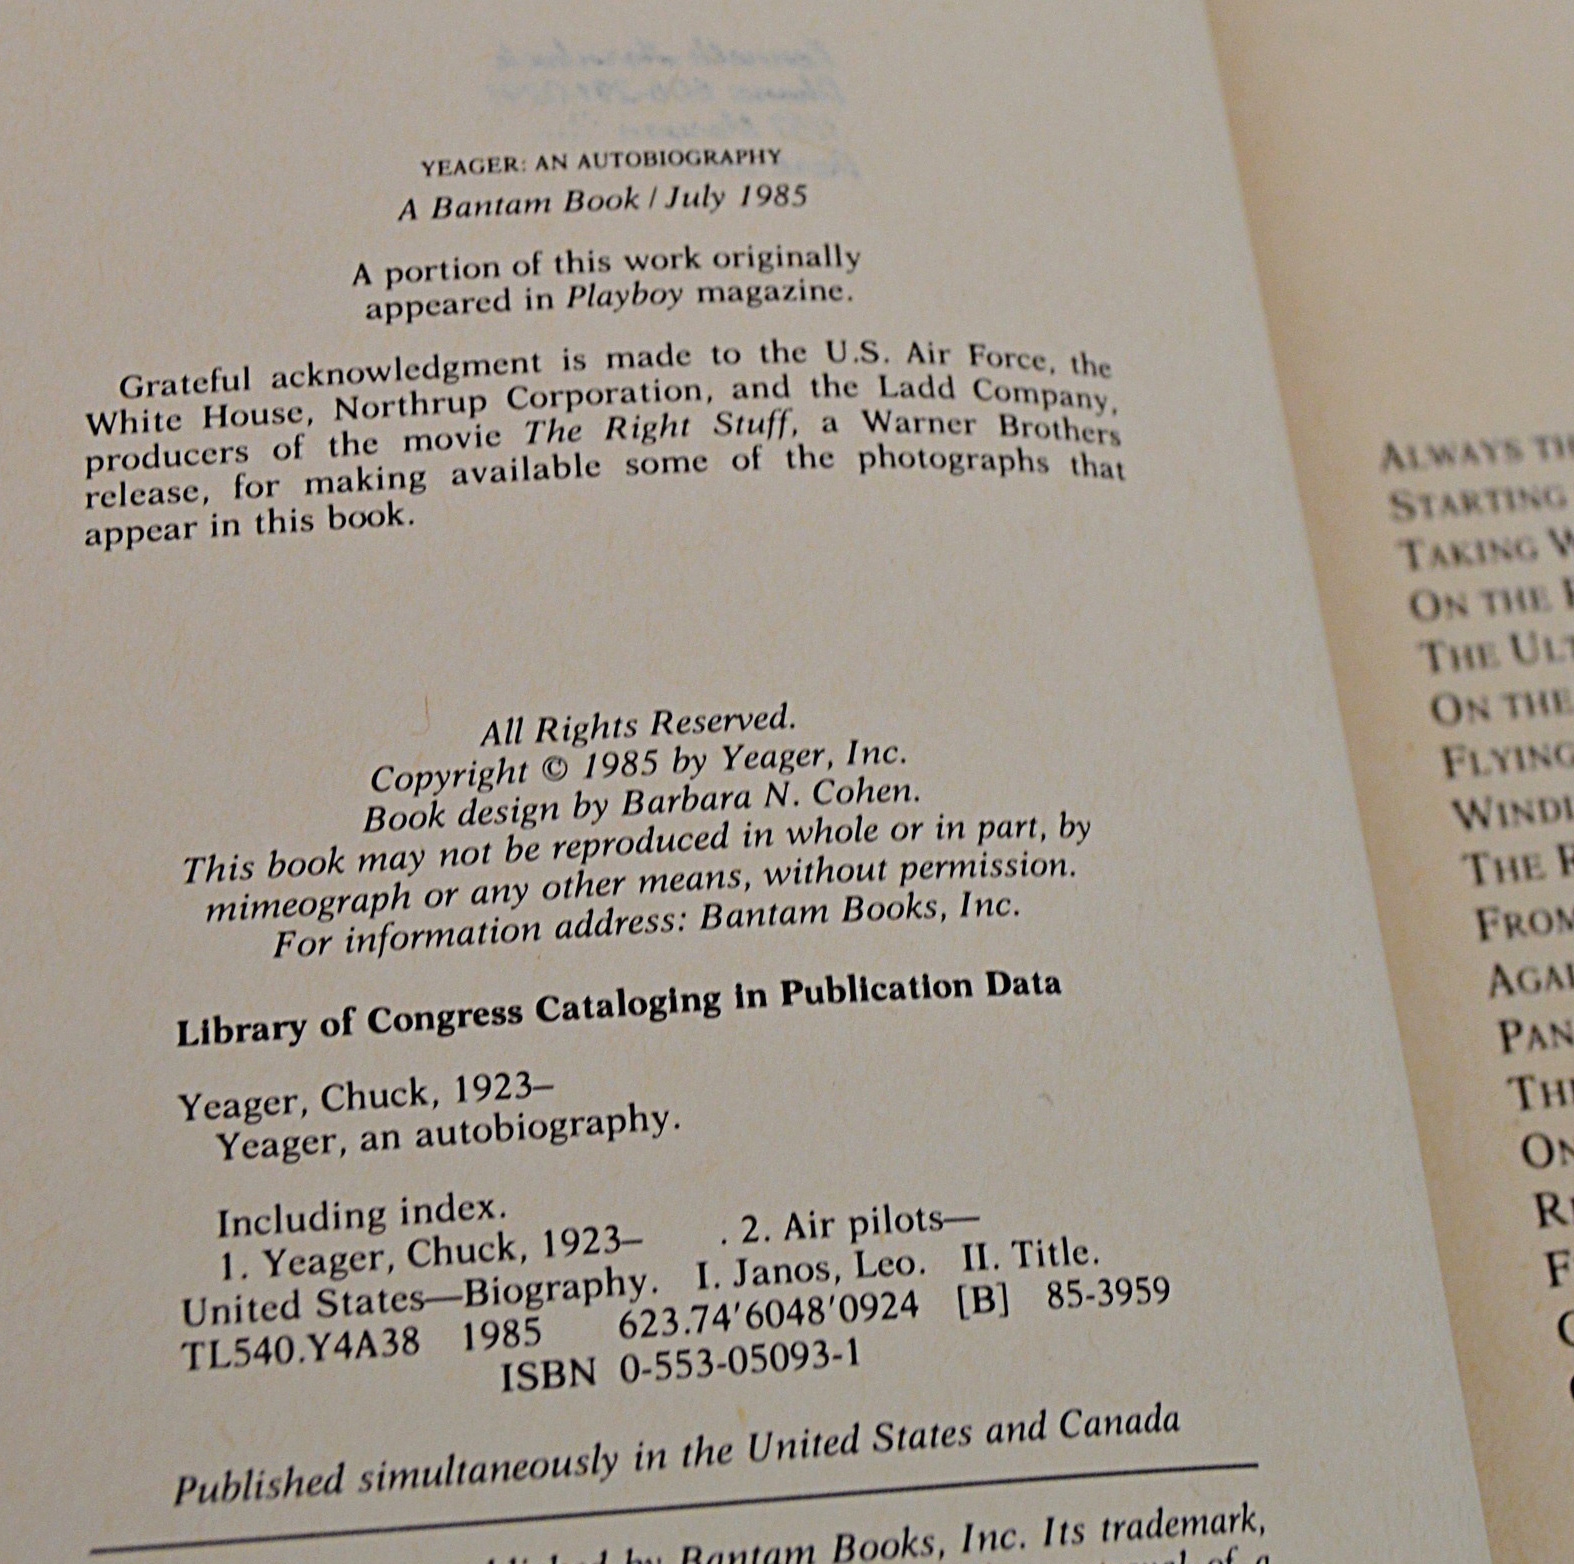 YEAGER: AN AUTOBIOGRAPHY
A Bantam Book / July 1985
A portion of this work originally
appeared in Playboy magazine.
Grateful acknowledgment is made to the U.S. Air Force, the
White House, Northrup Corporation, and the Ladd Company,
producers of the movie The Right Stuff, a Warner Brothers
release, for making available some of the photographs that
appear in this book.
All Rights Reserved.
Copyright © 1985 by Yeager, Inc.
Book design by Barbara N. Cohen.
This book may not be reproduced in whole or in part, by
mimeograph or any other means, without permission.
For information address: Bantam Books, Inc.
Library of Congress Cataloging in Publication Data
Yeager, Chuck, 1923–
Yeager, an autobiography.
Including index.
1. Yeager, Chuck, 1923– . 2. Air pilots—
United States—Biography. I. Janos, Leo. II. Title.
TL540.Y4A38 1985 623.74'6048'0924 [B] 85-3959
ISBN 0-553-05093-1
Published simultaneously in the United States and Canada
by Bantam Books, Inc. Its trademark,
of a
ALWAYS
STARTING
TAKING
ON THE
THE
ON THE
FLYING
THE
FROM